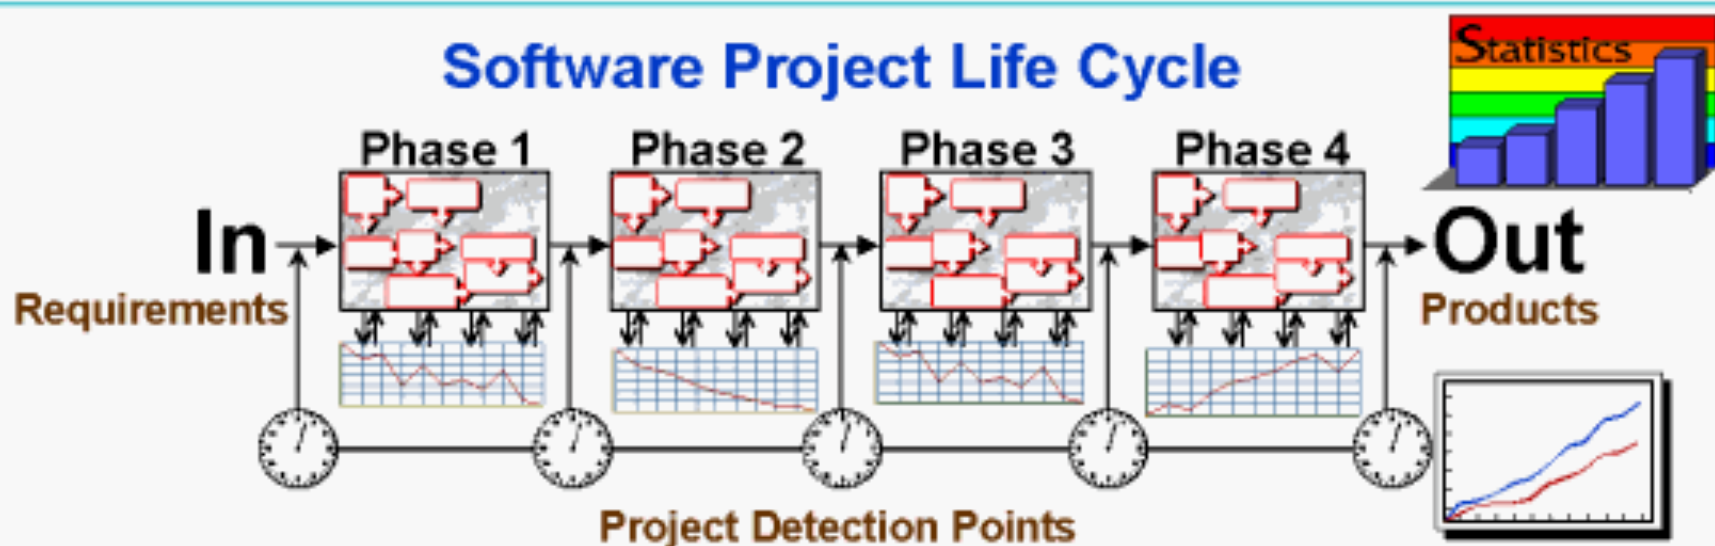 Software Project Life Cycle
Statistics
Phase 1
Phase 2
Phase 3
Phase 4
In
Out
Requirements
Products
Project Detection Points